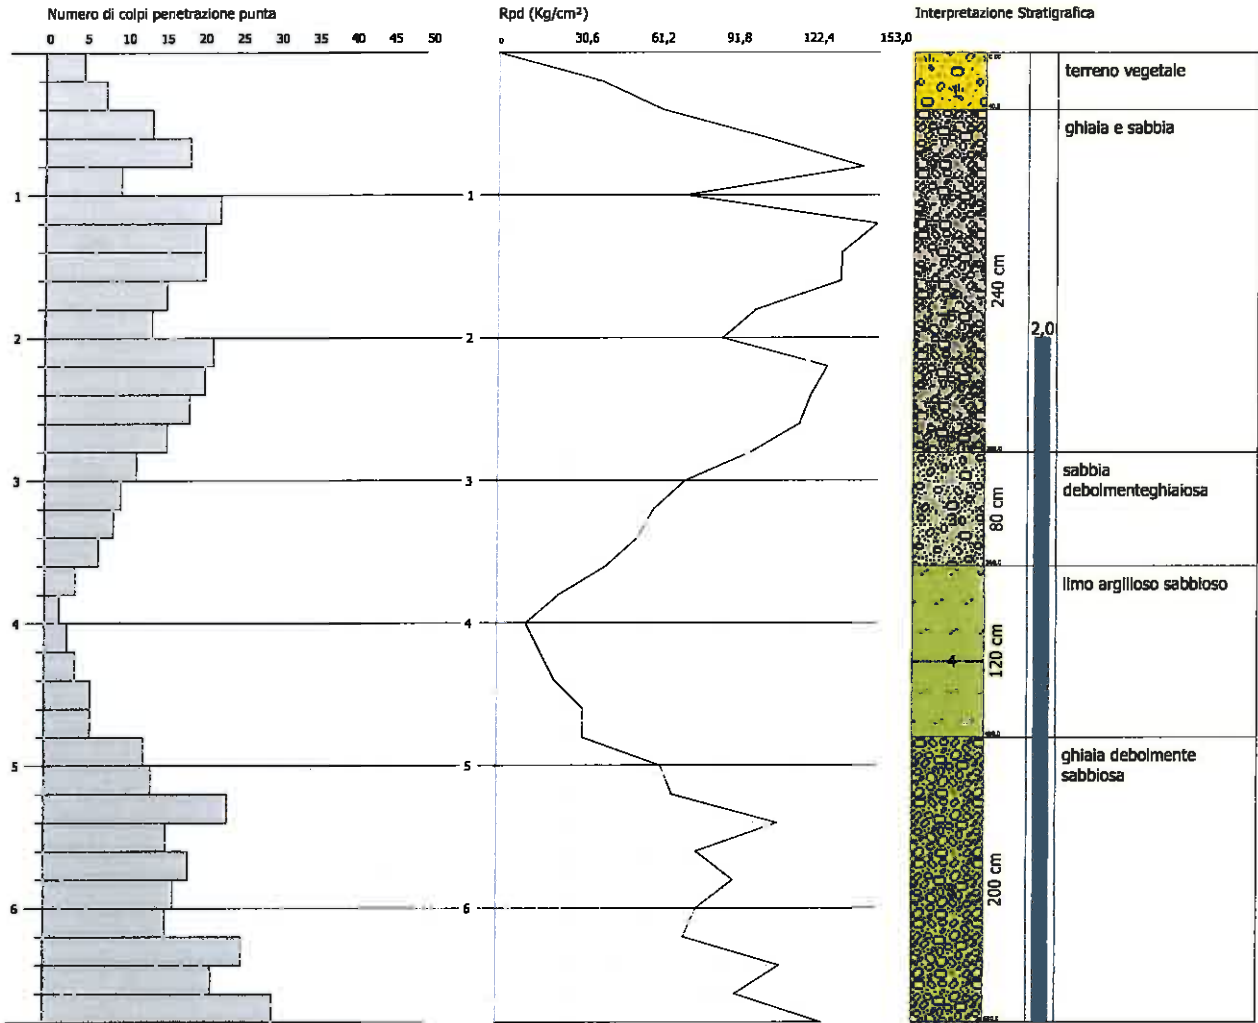 Numero di colpi penetrazione punta
0 5 10 15 20 25 30 35 40 45 50
1
2
3
4
5
6
Rpd (Kg/cm²)
0 30,6 61,2 91,8 122,4 153,0
1
2
3
4
5
6
Interpretazione Stratigrafica
terreno vegetale
ghiaia e sabbia
240 cm
2,0
sabbia
debolmenteghiaiosa
80 cm
limo argilloso sabbioso
120 cm
4
ghiaia debolmente
sabbiosa
200 cm